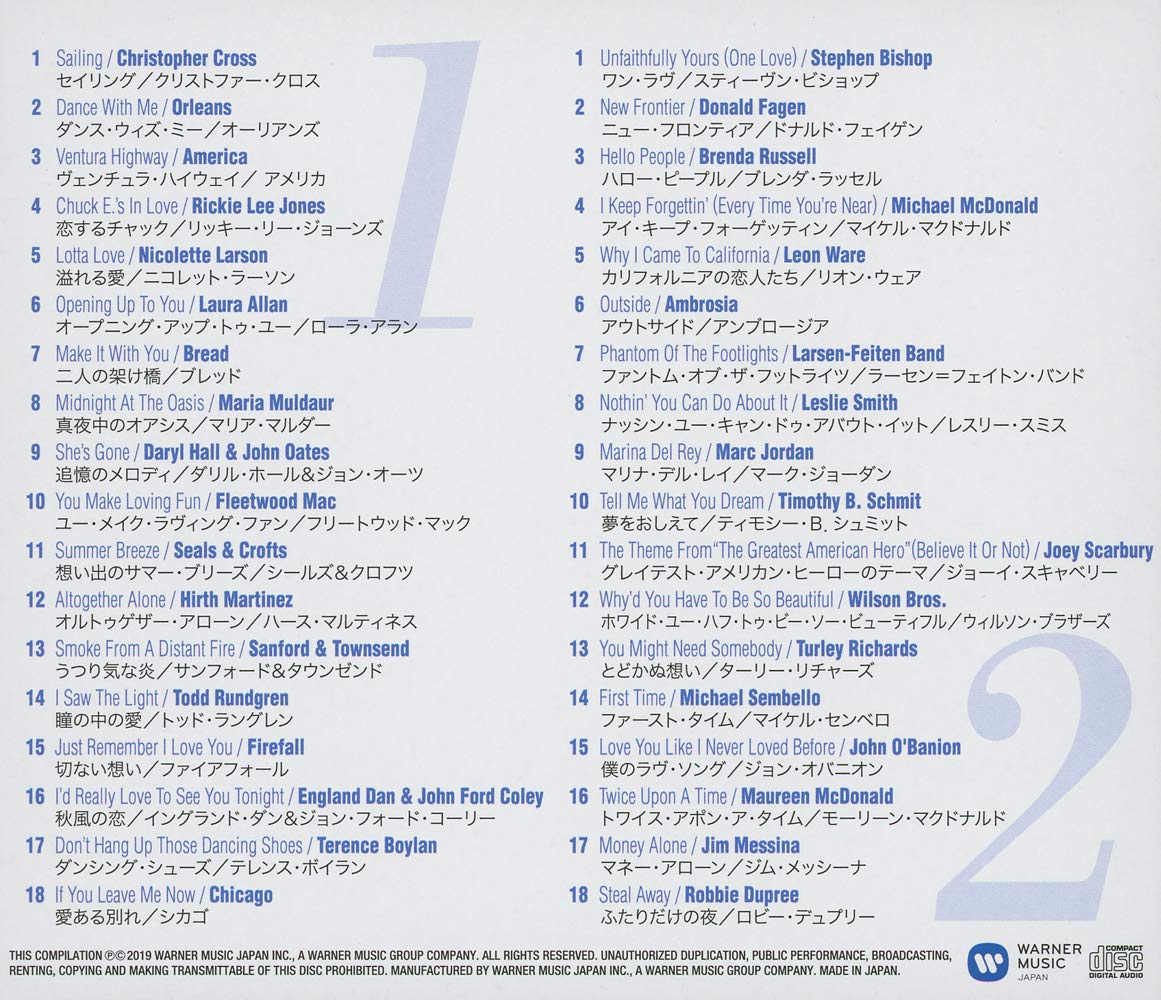 1
1 Sailing / Christopher Cross
セイリング／クリストファー・クロス
2 Dance With Me / Orleans
ダンス・ウィズ・ミー／オーリアンズ
3 Ventura Highway / America
ヴェンチュラ・ハイウェイ／ アメリカ
4 Chuck E.'s In Love / Rickie Lee Jones
恋するチャック／リッキー・リー・ジョーンズ
5 Lotta Love / Nicolette Larson
溢れる愛／ニコレット・ラーソン
6 Opening Up To You / Laura Allan
オープニング・アップ・トゥ・ユー／ローラ・アラン
7 Make It With You / Bread
二人の架け橋／ブレッド
8 Midnight At The Oasis / Maria Muldaur
真夜中のオアシス／マリア・マルダー
9 She's Gone / Daryl Hall & John Oates
追憶のメロディ／ダリル・ホール&ジョン・オーツ
10 You Make Loving Fun / Fleetwood Mac
ユー・メイク・ラヴィング・ファン／フリートウッド・マック
11 Summer Breeze / Seals & Crofts
想い出のサマー・ブリーズ／シールズ&クロフツ
12 Altogether Alone / Hirth Martinez
オルトゥゲザー・アローン／ハース・マルティネス
13 Smoke From A Distant Fire / Sanford & Townsend
うつり気な炎／サンフォード&タウンゼンド
14 I Saw The Light / Todd Rundgren
瞳の中の愛／トッド・ラングレン
15 Just Remember I Love You / Firefall
切ない想い／ファイアフォール
16 I'd Really Love To See You Tonight / England Dan & John Ford Coley
秋風の恋／イングランド・ダン&ジョン・フォード・コーリー
17 Don't Hang Up Those Dancing Shoes / Terence Boylan
ダンシング・シューズ／テレンス・ボイラン
18 If You Leave Me Now / Chicago
愛ある別れ／シカゴ
1 Unfaithfully Yours (One Love) / Stephen Bishop
ワン・ラヴ／スティーヴン・ビショップ
2 New Frontier / Donald Fagen
ニュー・フロンティア／ドナルド・フェイゲン
3 Hello People / Brenda Russell
ハロー・ピープル／ブレンダ・ラッセル
4 I Keep Forgettin' (Every Time You're Near) / Michael McDonald
アイ・キープ・フォーゲッティン／マイケル・マクドナルド
5 Why I Came To California / Leon Ware
カリフォルニアの恋人たち／リオン・ウェア
6 Outside / Ambrosia
アウトサイド／アンブロージア
7 Phantom Of The Footlights / Larsen-Feiten Band
ファントム・オブ・ザ・フットライツ／ラーセン＝フェイトン・バンド
8 Nothin' You Can Do About It / Leslie Smith
ナッシン・ユー・キャン・ドゥ・アバウト・イット／レスリー・スミス
9 Marina Del Rey / Marc Jordan
マリナ・デル・レイ／マーク・ジョーダン
10 Tell Me What You Dream / Timothy B. Schmit
夢をおしえて／ティモシー・B. シュミット
11 The Theme From "The Greatest American Hero" (Believe It Or Not) / Joey Scarbury
グレイテスト・アメリカン・ヒーローのテーマ／ジョーイ・スキャベリー
12 Why'd You Have To Be So Beautiful / Wilson Bros.
ホワイド・ユー・ハフ・トゥ・ビー・ソー・ビューティフル／ウィルソン・ブラザーズ
13 You Might Need Somebody / Turley Richards
とどかぬ想い／ターリー・リチャーズ
14 First Time / Michael Sembello
ファースト・タイム／マイケル・センベロ
15 Love You Like I Never Loved Before / John O'Banion
僕のラヴ・ソング／ジョン・オバニオン
16 Twice Upon A Time / Maureen McDonald
トワイス・アポン・ア・タイム／モーリーン・マクドナルド
17 Money Alone / Jim Messina
マネー・アローン／ジム・メッシーナ
18 Steal Away / Robbie Dupree
ふたりだけの夜／ロビー・デュプリー
2
THIS COMPILATION ℗©2019 WARNER MUSIC JAPAN INC., A WARNER MUSIC GROUP COMPANY. ALL RIGHTS RESERVED. UNAUTHORIZED DUPLICATION, PUBLIC PERFORMANCE, BROADCASTING,
RENTING, COPYING AND MAKING TRANSMITTABLE OF THIS DISC PROHIBITED. MANUFACTURED BY WARNER MUSIC JAPAN INC., A WARNER MUSIC GROUP COMPANY. MADE IN JAPAN.
WARNER
MUSIC
JAPAN
COMPACT
disc
DIGITAL AUDIO